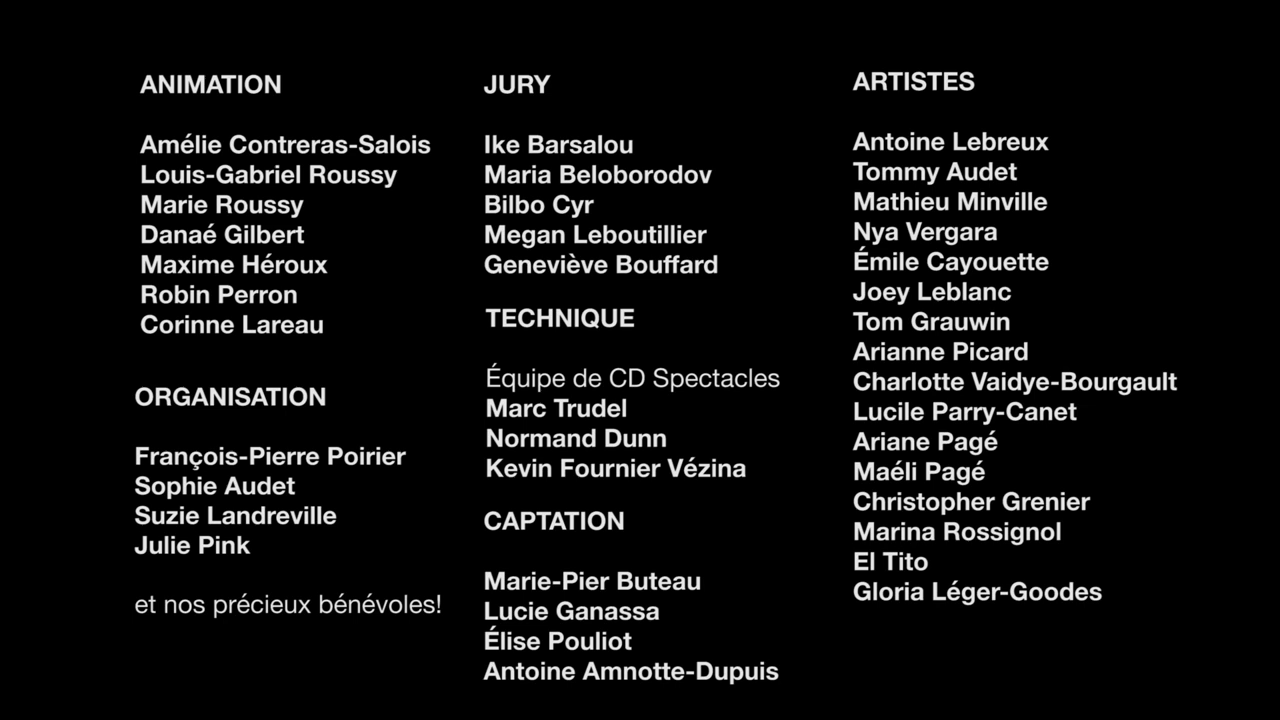 ANIMATION
Amélie Contreras-Salois
Louis-Gabriel Roussy
Marie Roussy
Danaé Gilbert
Maxime Héroux
Robin Perron
Corinne Lareau
ORGANISATION
François-Pierre Poirier
Sophie Audet
Suzie Landreville
Julie Pink
et nos précieux bénévoles!
JURY
Ike Barsalou
Maria Beloborodov
Bilbo Cyr
Megan Leboutillier
Geneviève Bouffard
TECHNIQUE
Équipe de CD Spectacles
Marc Trudel
Normand Dunn
Kevin Fournier Vézina
CAPTATION
Marie-Pier Buteau
Lucie Ganassa
Élise Pouliot
Antoine Amnotte-Dupuis
ARTISTES
Antoine Lebreux
Tommy Audet
Mathieu Minville
Nya Vergara
Émile Cayouette
Joey Leblanc
Tom Grauwin
Arianne Picard
Charlotte Vaidye-Bourgault
Lucile Parry-Canet
Ariane Pagé
Maéli Pagé
Christopher Grenier
Marina Rossignol
El Tito
Gloria Léger-Goodes